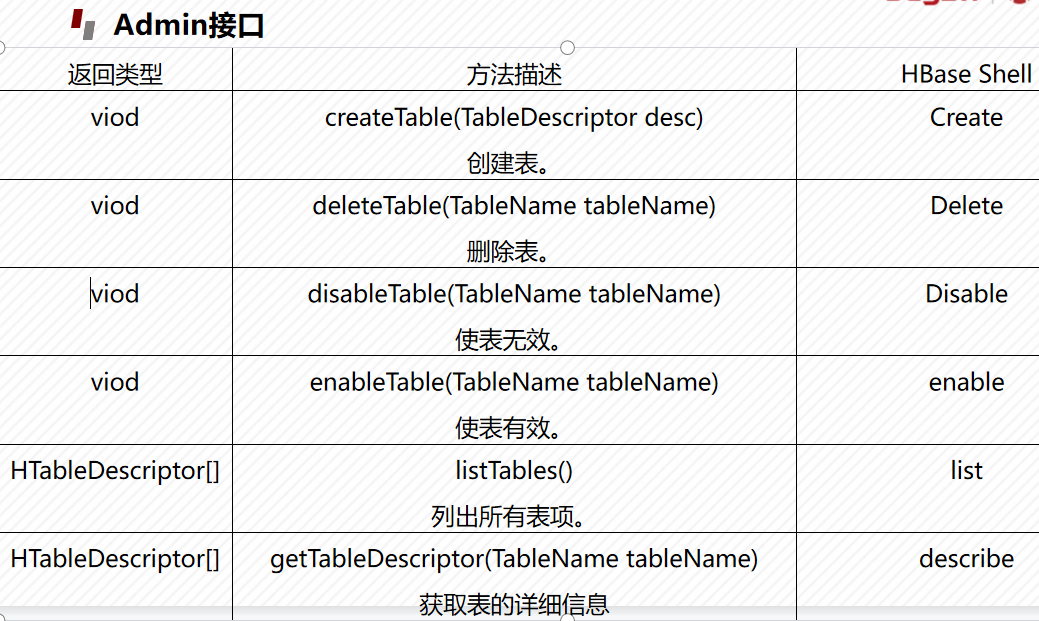 Admin接口
返回类型 方法描述 HBase Shell
viod createTable(TableDescriptor desc) Create
创建表。
viod deleteTable(TableName tableName) Delete
删除表。
viod disableTable(TableName tableName) Disable
使表无效。
viod enableTable(TableName tableName) enable
使表有效。
HTableDescriptor[] listTables() list
列出所有表项。
HTableDescriptor[] getTableDescriptor(TableName tableName) describe
获取表的详细信息